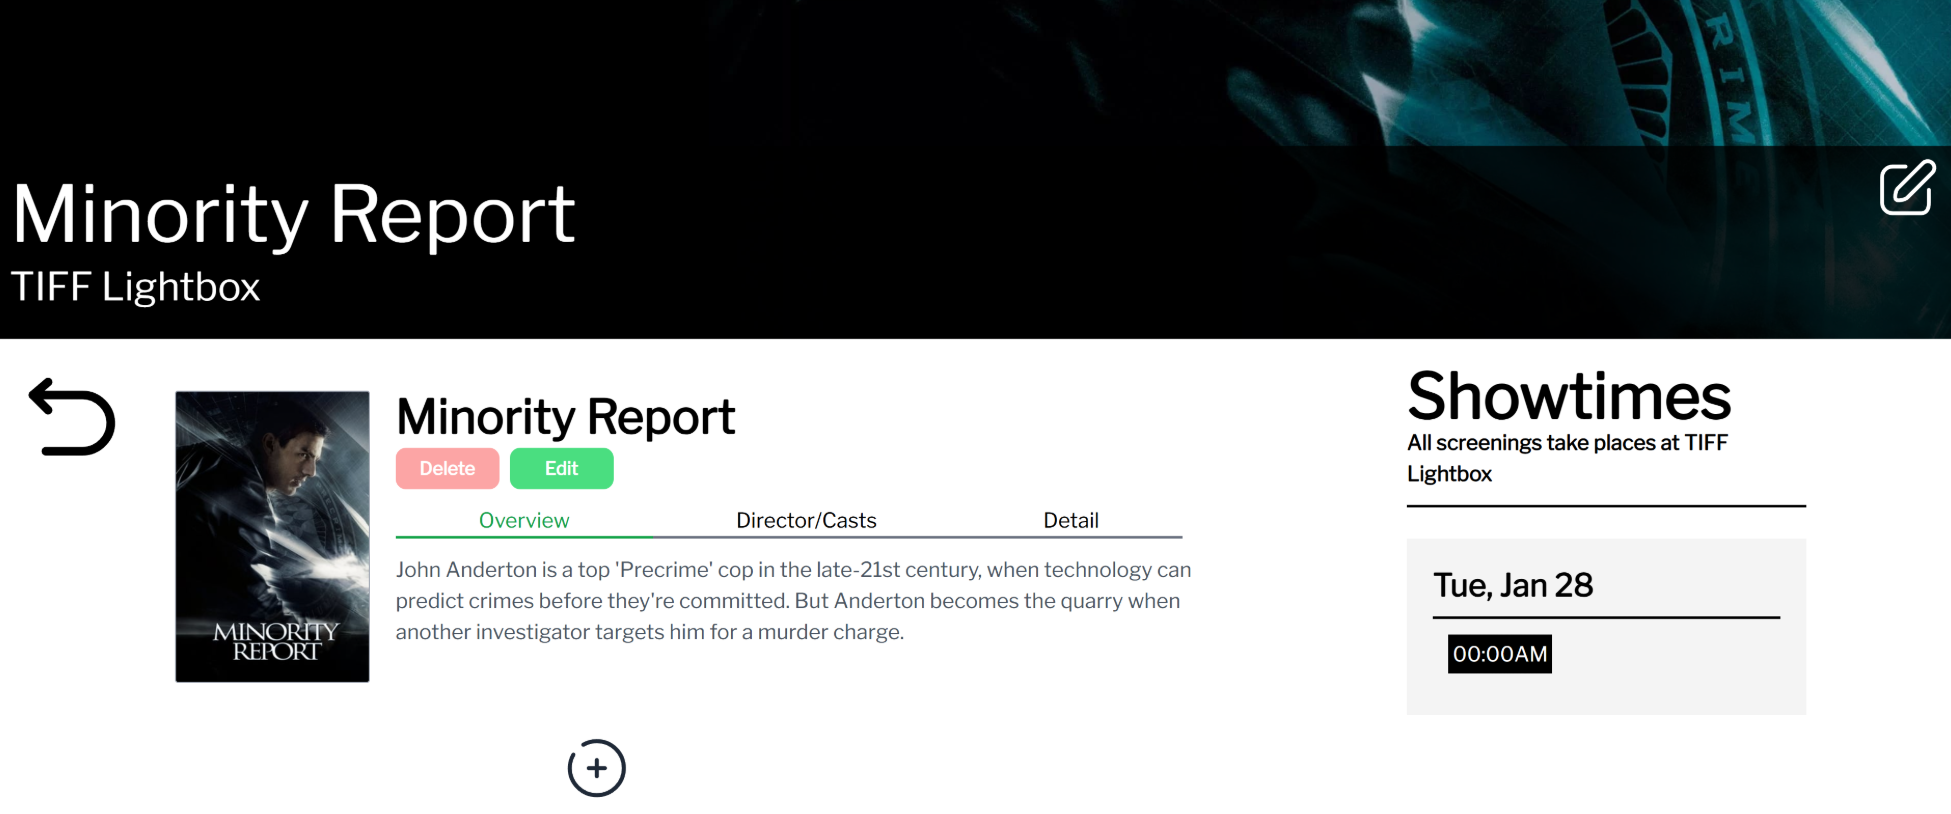 RIME
Minority Report
TIFF Lightbox
Minority Report
Delete
Edit
Overview
Director/Casts
Detail
John Anderton is a top 'Precrime' cop in the late-21st century, when technology can
predict crimes before they're committed. But Anderton becomes the quarry when
another investigator targets him for a murder charge.
MINORITY
REPORT
Showtimes
All screenings take places at TIFF
Lightbox
Tue, Jan 28
00:00AM